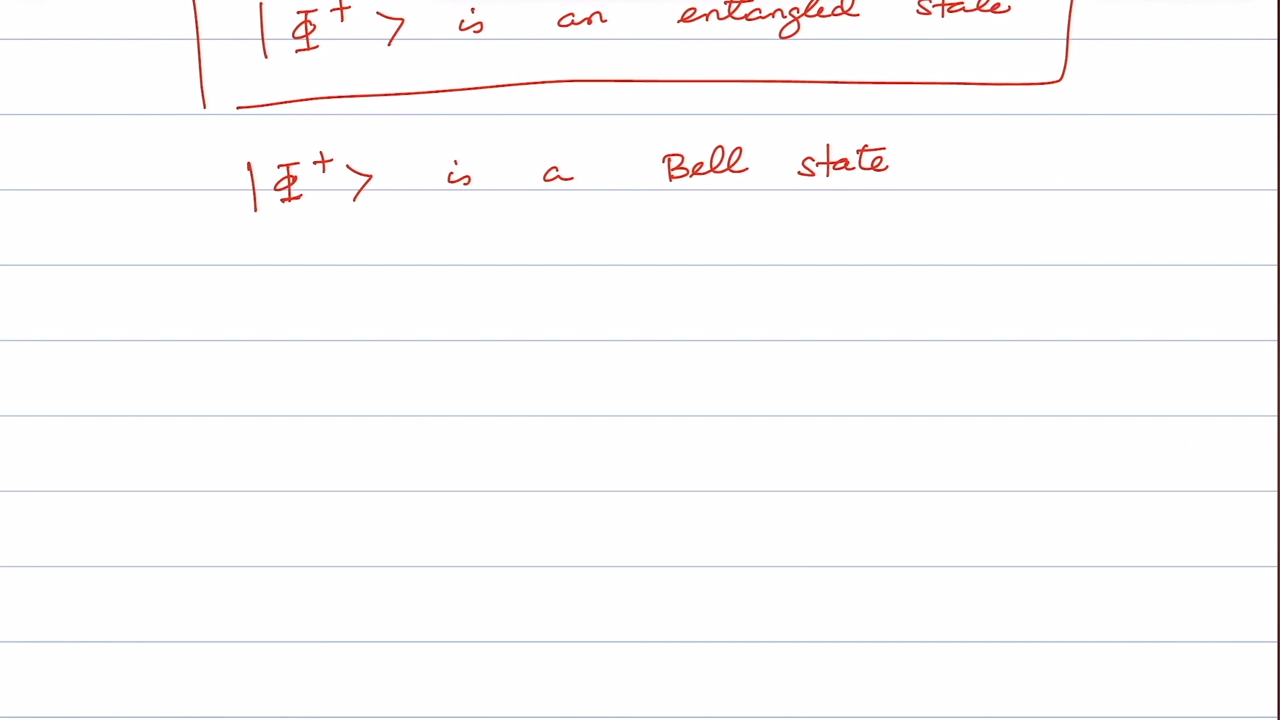 |Φ⁺> is an entangled state
|Φ⁺> is a Bell state